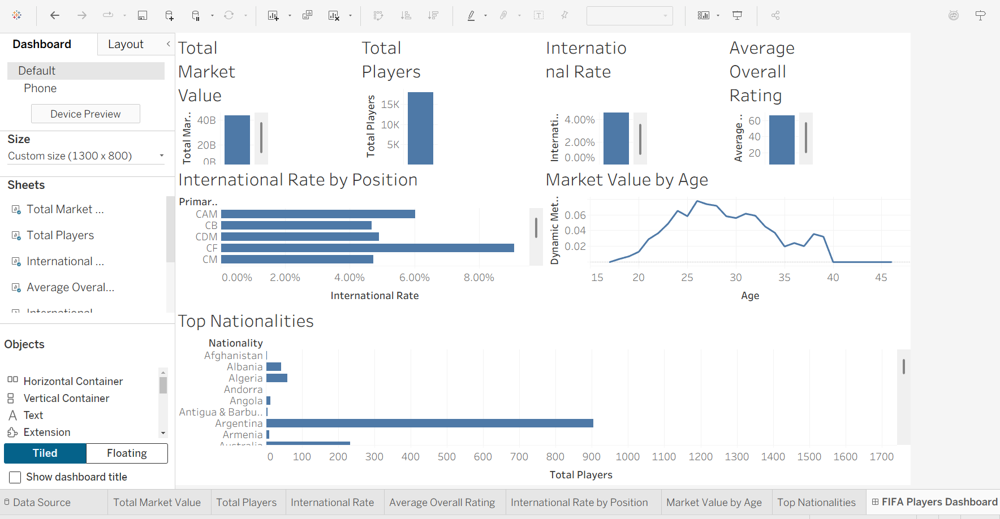 Dashboard
Layout
Default
Phone
Device Preview
Size
Custom size (1300 x 800)
Sheets
Total Market ...
Total Players
International ...
Average Overal...
International
Objects
Horizontal Container
Vertical Container
Text
Extension
Tiled
Floating
Show dashboard title
Total
Market
Value
Total Mar..
40B
20B
0B
Total
Players
Total Players
15K
10K
5K
Internatio
nal Rate
Internati..
4.00%
2.00%
0.00%
Average
Overall
Rating
Average ..
60
40
20
International Rate by Position
Primar..
CAM
CB
CDM
CF
CM
0.00% 2.00% 4.00% 6.00% 8.00%
International Rate
Market Value by Age
Dynamic Met..
0.06
0.04
0.02
15 20 25 30 35 40 45
Age
Top Nationalities
Nationality
Afghanistan
Albania
Algeria
Andorra
Angola
Antigua & Barbu..
Argentina
Armenia
Australia
0 100 200 300 400 500 600 700 800 900 1000 1100 1200 1300 1400 1500 1600 1700
Total Players
Data Source
Total Market Value
Total Players
International Rate
Average Overall Rating
International Rate by Position
Market Value by Age
Top Nationalities
FIFA Players Dashboard